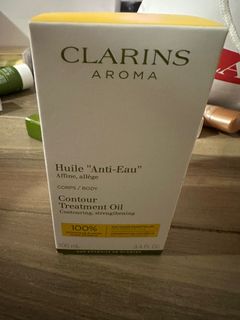 CLARINS
AROMA
Huile "Anti-Eau"
Affine, allège
CORPS / BODY
Contour
Treatment Oil
Contouring, strengthening
100%
100 mL
3.4 FL OZ